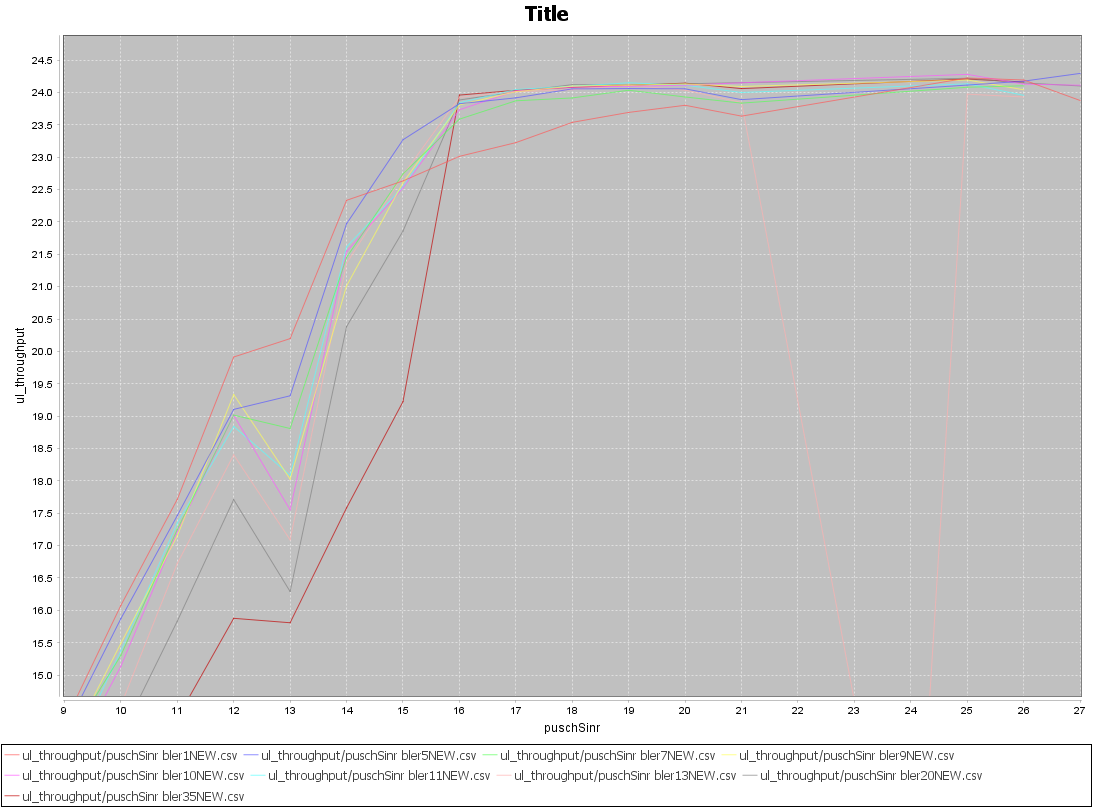 Title
24.5
24.0
23.5
23.0
22.5
22.0
21.5
21.0
20.5
20.0
19.5
19.0
18.5
18.0
17.5
17.0
16.5
16.0
15.5
15.0
ul_throughput
9 10 11 12 13 14 15 16 17 18 19 20 21 22 23 24 25 26 27
puschSinr
ul_throughput/puschSinr bler1NEW.csv ul_throughput/puschSinr bler5NEW.csv ul_throughput/puschSinr bler7NEW.csv ul_throughput/puschSinr bler9NEW.csv
ul_throughput/puschSinr bler10NEW.csv ul_throughput/puschSinr bler11NEW.csv ul_throughput/puschSinr bler13NEW.csv ul_throughput/puschSinr bler20NEW.csv
ul_throughput/puschSinr bler35NEW.csv